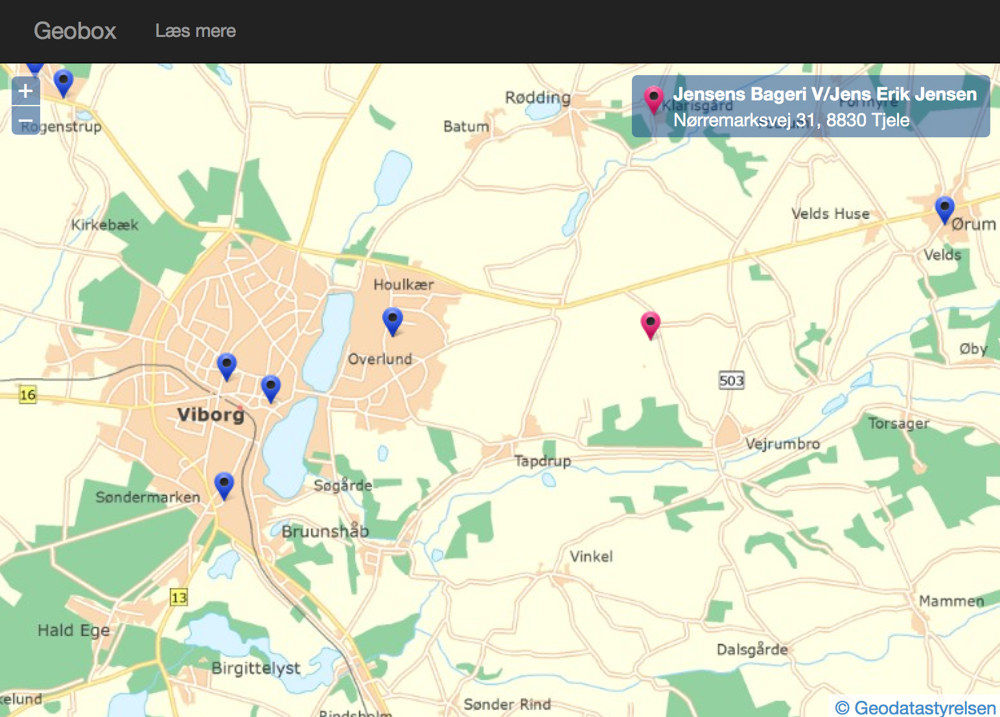 Geobox Læs mere
+
−
Jensens Bageri V/Jens Erik Jensen
Nørremarksvej 31, 8830 Tjele
Rødding
Klarisgård
Batum
Rogenstrup
Velds Huse
Ørum
Kirkebæk
Velds
Houlkær
Øby
Overlund
503
16
Viborg
Torsager
Vejrumbro
Tapdrup
Søgårde
Søndermarken
Bruunshåb
Vinkel
13
Mammen
Hald Ege
Dalsgårde
Birgittelyst
kelund
Sønder Rind
Rindsholm
© Geodatastyrelsen